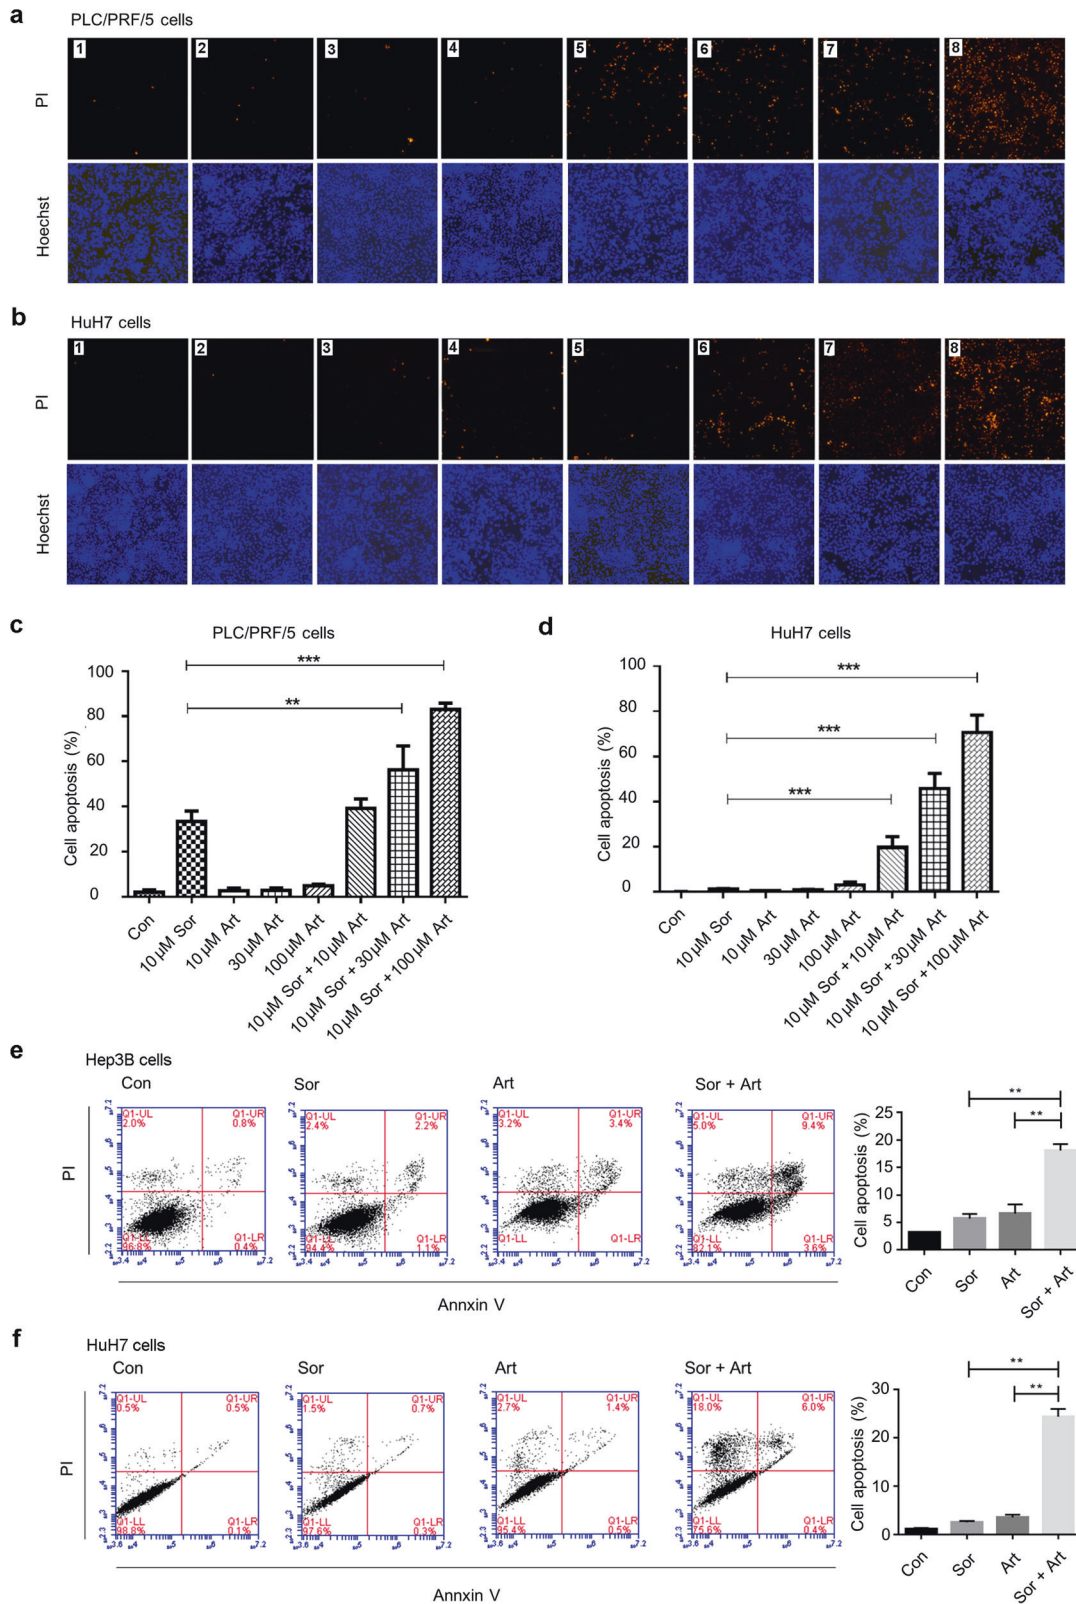 a
PLC/PRF/5 cells
1 2 3 4 5 6 7 8
PI
Hoechst
b
HuH7 cells
1 2 3 4 5 6 7 8
PI
Hoechst
c
PLC/PRF/5 cells
***
**
Cell apoptosis (%)
100
80
60
40
20
0
Con
10 µM Sor
10 µM Art
30 µM Art
100 µM Art
10 µM Sor + 10 µM Art
10 µM Sor + 30 µM Art
10 µM Sor + 100 µM Art
d
HuH7 cells
***
***
***
Cell apoptosis (%)
100
80
60
40
20
0
Con
10 µM Sor
10 µM Art
30 µM Art
100 µM Art
10 µM Sor + 10 µM Art
10 µM Sor + 30 µM Art
10 µM Sor + 100 µM Art
e
Hep3B cells
Con Sor Art Sor + Art
PI
Q1-UL 2.0%
Q1-UR 0.8%
Q1-LL 96.8%
Q1-LR 0.4%
Q1-UL 2.4%
Q1-UR 2.2%
Q1-LL 94.4%
Q1-LR 1.1%
Q1-UL 3.2%
Q1-UR 3.4%
Q1-LL
Q1-LR
Q1-UL 5.0%
Q1-UR 9.4%
Q1-LL 82.1%
Q1-LR 3.6%
Annxin V
**
**
Cell apoptosis (%)
25
20
15
10
5
0
Con
Sor
Art
Sor + Art
f
HuH7 cells
Con Sor Art Sor + Art
PI
Q1-UL 0.5%
Q1-UR 0.5%
Q1-LL 98.8%
Q1-LR 0.1%
Q1-UL 1.5%
Q1-UR 0.7%
Q1-LL 97.6%
Q1-LR 0.3%
Q1-UL 2.7%
Q1-UR 1.4%
Q1-LL 95.4%
Q1-LR 0.5%
Q1-UL 18.0%
Q1-UR 6.0%
Q1-LL 75.6%
Q1-LR 0.4%
Annxin V
**
**
Cell apoptosis (%)
30
20
10
0
Con
Sor
Art
Sor + Art